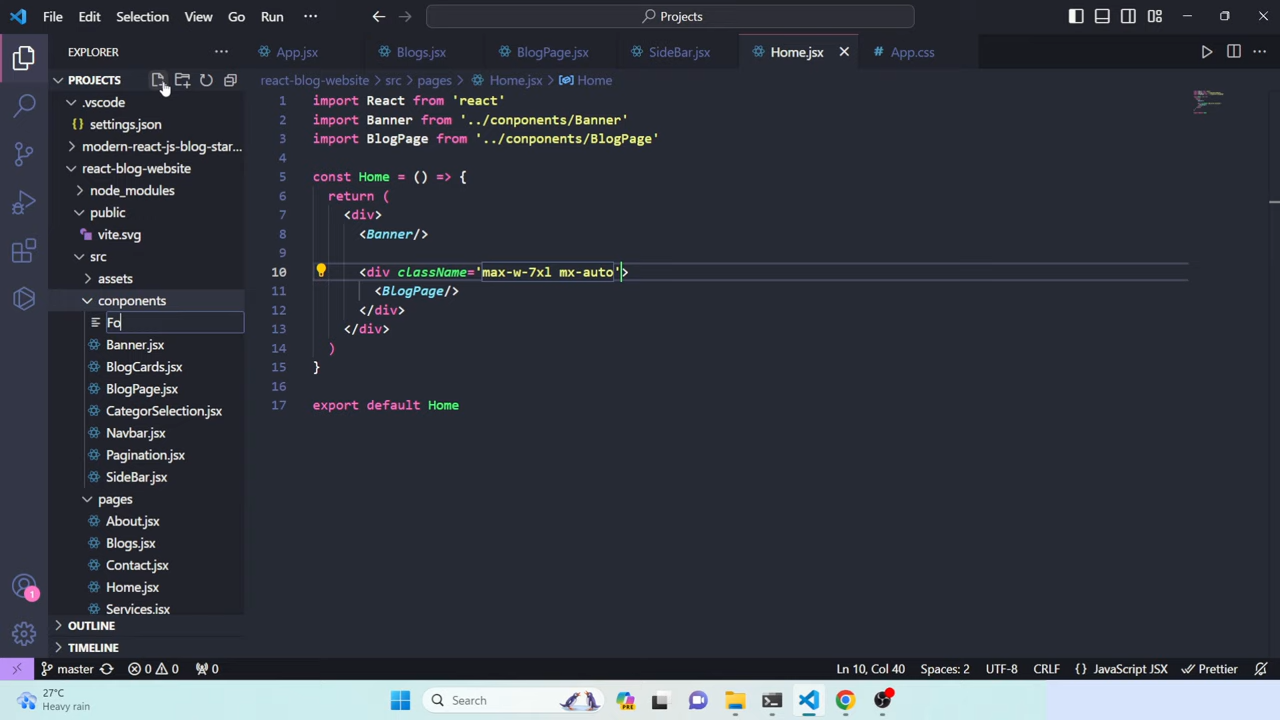 File Edit Selection View Go Run ··· Projects
EXPLORER ··· App.jsx Blogs.jsx BlogPage.jsx SideBar.jsx Home.jsx App.css ···
PROJECTS
react-blog-website > src > pages > Home.jsx > Home
.vscode
settings.json
modern-react-js-blog-star...
react-blog-website
node_modules
public
vite.svg
src
assets
conponents
Fo
Banner.jsx
BlogCards.jsx
BlogPage.jsx
CategorSelection.jsx
Navbar.jsx
Pagination.jsx
SideBar.jsx
pages
About.jsx
Blogs.jsx
Contact.jsx
Home.jsx
Services.jsx
OUTLINE
TIMELINE
1 import React from 'react'
2 import Banner from '../conponents/Banner'
3 import BlogPage from '../conponents/BlogPage'
4
5 const Home = () => {
6 return (
7 <div>
8 <Banner/>
9
10 <div className='max-w-7xl mx-auto'>
11 <BlogPage/>
12 </div>
13 </div>
14 )
15 }
16
17 export default Home
master 0 0 0 Ln 10, Col 40 Spaces: 2 UTF-8 CRLF {} JavaScript JSX Prettier
1
27°C
Heavy rain
Search
PRE